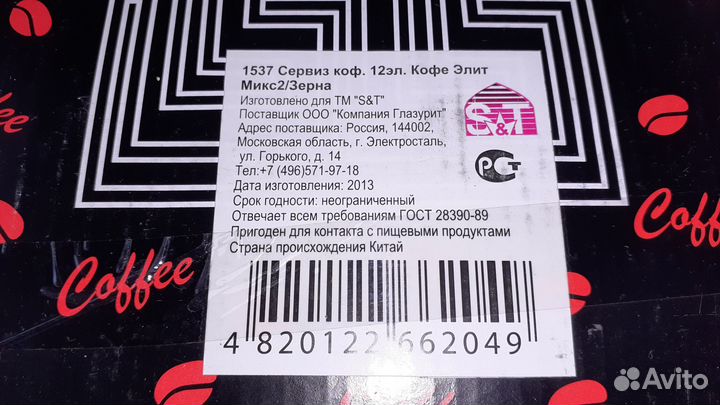 1537 Сервиз коф. 12эл. Кофе Элит
Микс2/Зерна
Изготовлено для ТМ "S&T"
Поставщик ООО "Компания Глазурит"
Адрес поставщика: Россия, 144002,
Московская область, г. Электросталь,
ул. Горького, д. 14
Тел:+7 (496)571-97-18
Дата изготовления: 2013
Срок годности: неограниченный
Отвечает всем требованиям ГОСТ 28390-89
Пригоден для контакта с пищевыми продуктами
Страна происхождения Китай
4 820122 662049
S&T
РСТ
Coffee
Coffee
Avito